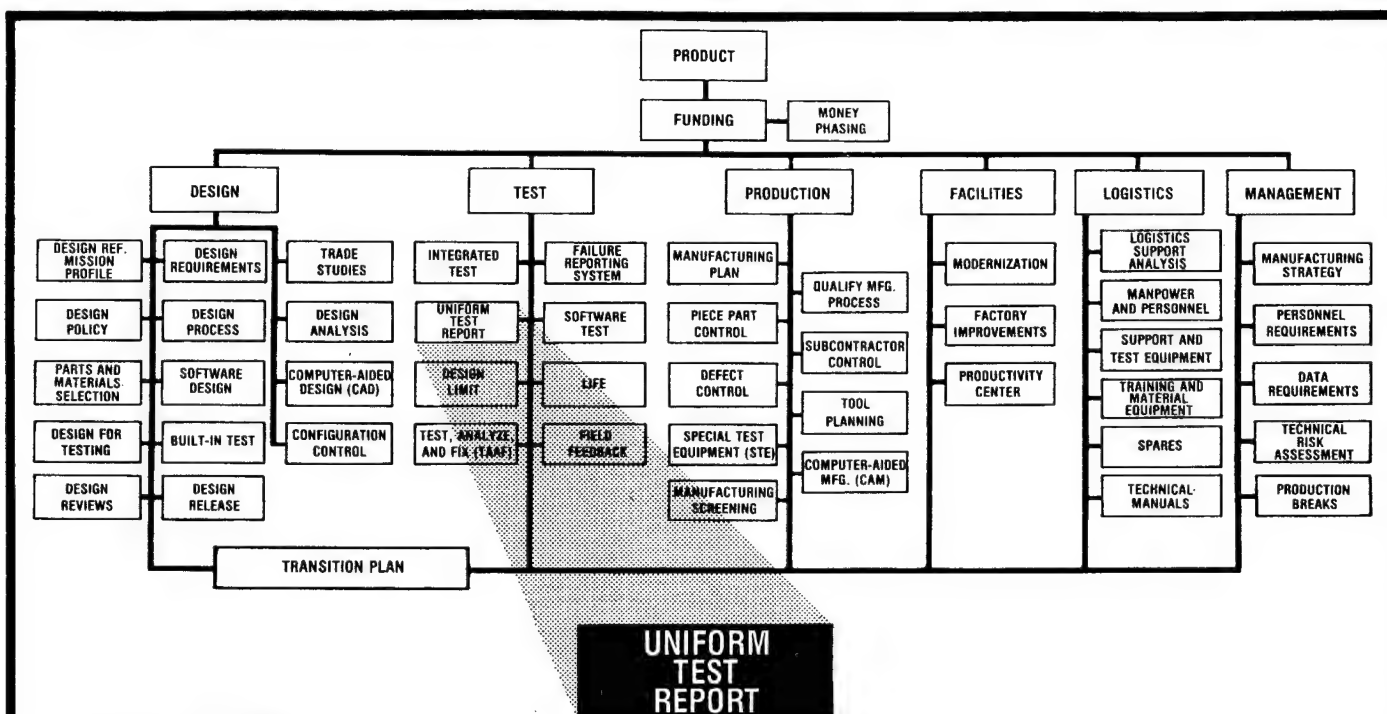 PRODUCT
FUNDING
MONEY
PHASING
DESIGN
TEST
PRODUCTION
FACILITIES
LOGISTICS
MANAGEMENT
DESIGN REF.
MISSION
PROFILE
DESIGN
REQUIREMENTS
TRADE
STUDIES
DESIGN
POLICY
DESIGN
PROCESS
DESIGN
ANALYSIS
PARTS AND
MATERIALS
SELECTION
SOFTWARE
DESIGN
COMPUTER-AIDED
DESIGN (CAD)
DESIGN FOR
TESTING
BUILT-IN TEST
CONFIGURATION
CONTROL
DESIGN
REVIEWS
DESIGN
RELEASE
INTEGRATED
TEST
FAILURE
REPORTING
SYSTEM
UNIFORM
TEST
REPORT
SOFTWARE
TEST
DESIGN
LIMIT
LIFE
TEST, ANALYZE,
AND FIX (TAAF)
FIELD
FEEDBACK
MANUFACTURING
PLAN
QUALIFY MFG.
PROCESS
PIECE PART
CONTROL
SUBCONTRACTOR
CONTROL
DEFECT
CONTROL
TOOL
PLANNING
SPECIAL TEST
EQUIPMENT (STE)
COMPUTER-AIDED
MFG. (CAM)
MANUFACTURING
SCREENING
MODERNIZATION
FACTORY
IMPROVEMENTS
PRODUCTIVITY
CENTER
LOGISTICS
SUPPORT
ANALYSIS
MANPOWER
AND PERSONNEL
SUPPORT AND
TEST EQUIPMENT
TRAINING AND
MATERIAL
EQUIPMENT
SPARES
TECHNICAL-
MANUALS
MANUFACTURING
STRATEGY
PERSONNEL
REQUIREMENTS
DATA
REQUIREMENTS
TECHNICAL
RISK
ASSESSMENT
PRODUCTION
BREAKS
TRANSITION PLAN
UNIFORM
TEST
REPORT